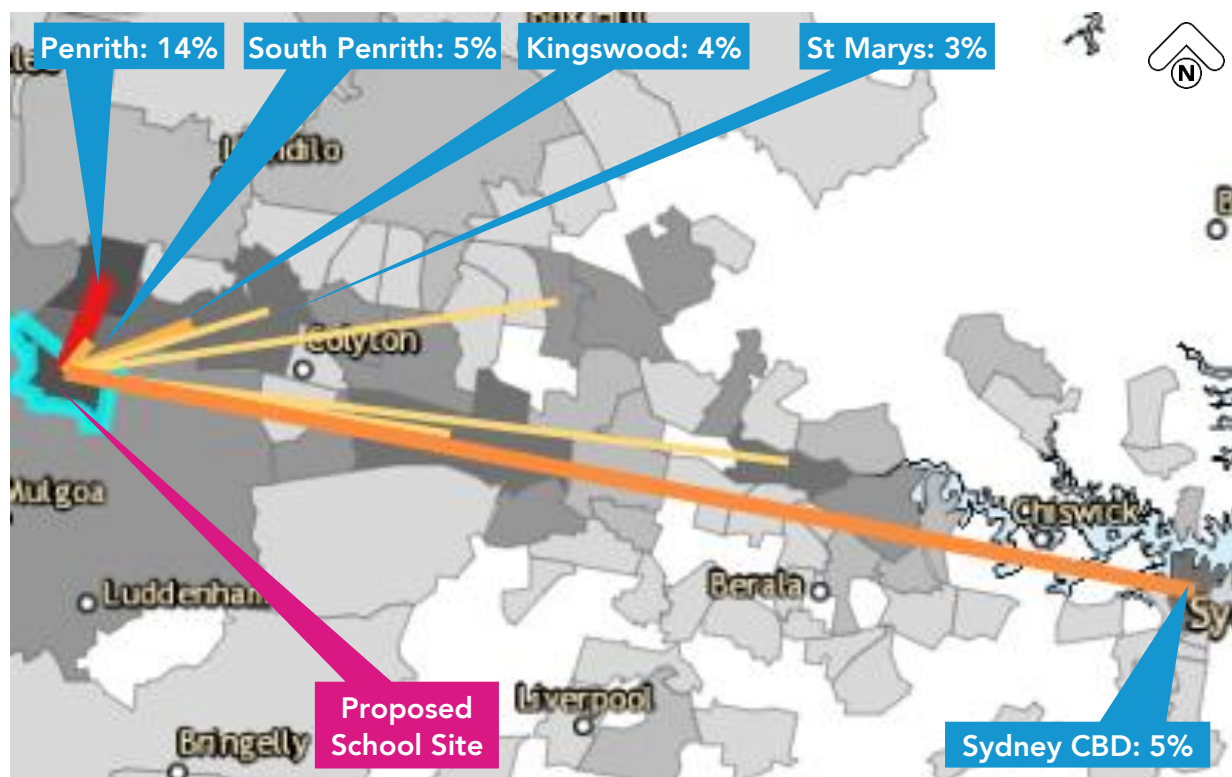 Penrith: 14%
South Penrith: 5%
Kingswood: 4%
St Marys: 3%
N
Colyton
Mulgoa
Chiswick
Berala
Luddenham
Liverpool
Proposed
School Site
Bringelly
Sydney CBD: 5%